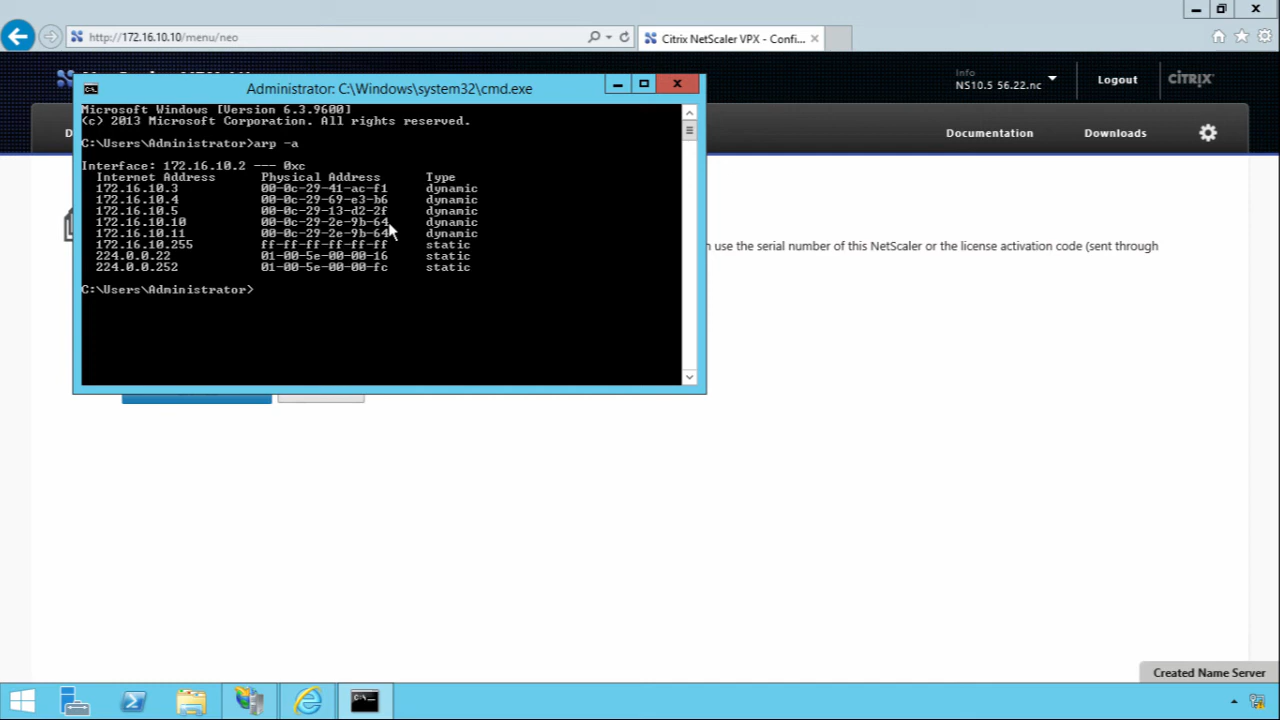 http://172.16.10.10/menu/neo
Citrix NetScaler VPX - Confi...
Info
NS10.5 56.22.nc
Logout
CITRIX
Administrator: C:\Windows\system32\cmd.exe
Microsoft Windows [Version 6.3.9600]
(c) 2013 Microsoft Corporation. All rights reserved.
C:\Users\Administrator>arp -a
Interface: 172.16.10.2 --- 0xc
Internet Address Physical Address Type
172.16.10.3 00-0c-29-41-ac-f1 dynamic
172.16.10.4 00-0c-29-69-e3-b6 dynamic
172.16.10.5 00-0c-29-13-d2-2f dynamic
172.16.10.10 00-0c-29-2e-9b-64 dynamic
172.16.10.11 00-0c-29-2e-9b-64 dynamic
172.16.10.255 ff-ff-ff-ff-ff-ff static
224.0.0.22 01-00-5e-00-00-16 static
224.0.0.252 01-00-5e-00-00-fc static
C:\Users\Administrator>
Documentation
Downloads
use the serial number of this NetScaler or the license activation code (sent through
Created Name Server